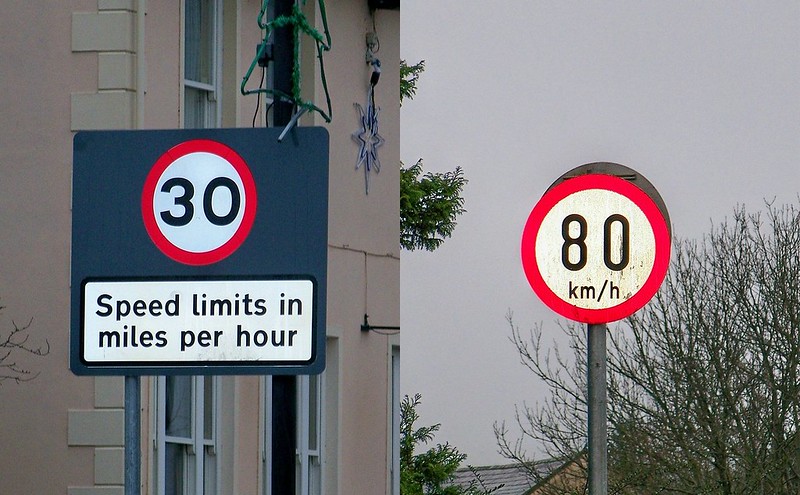 30
Speed limits in
miles per hour
80
km/h